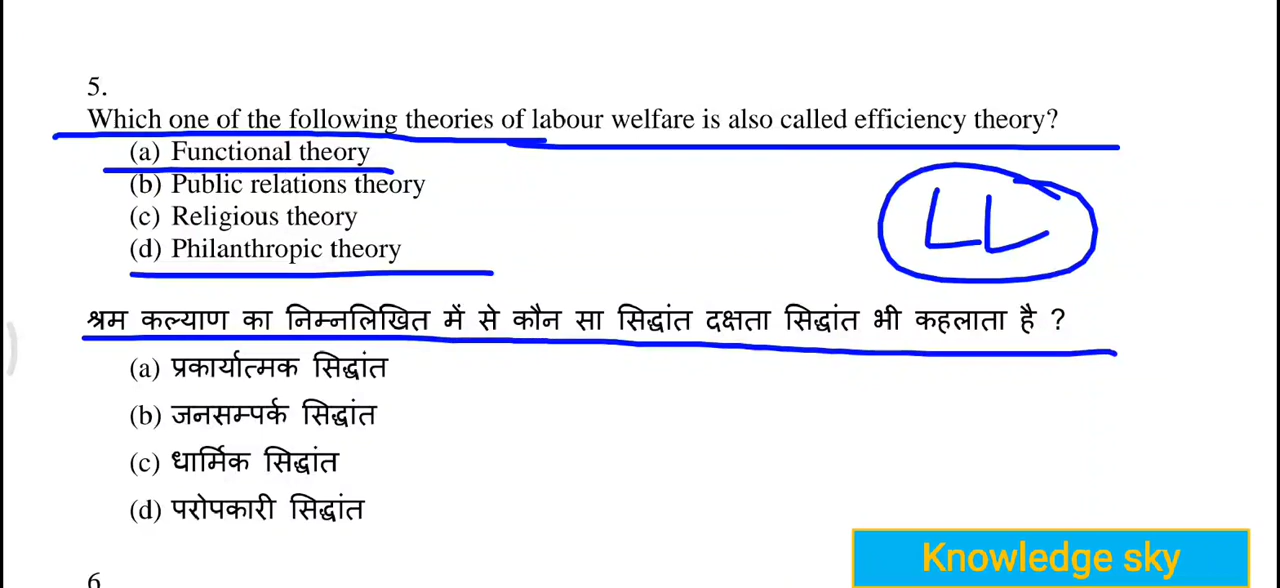 5.
Which one of the following theories of labour welfare is also called efficiency theory?
(a) Functional theory
(b) Public relations theory
(c) Religious theory
(d) Philanthropic theory
LL
श्रम कल्याण का निम्नलिखित में से कौन सा सिद्धांत दक्षता सिद्धांत भी कहलाता है ?
(a) प्रकार्यात्मक सिद्धांत
(b) जनसम्पर्क सिद्धांत
(c) धार्मिक सिद्धांत
(d) परोपकारी सिद्धांत
Knowledge sky
6